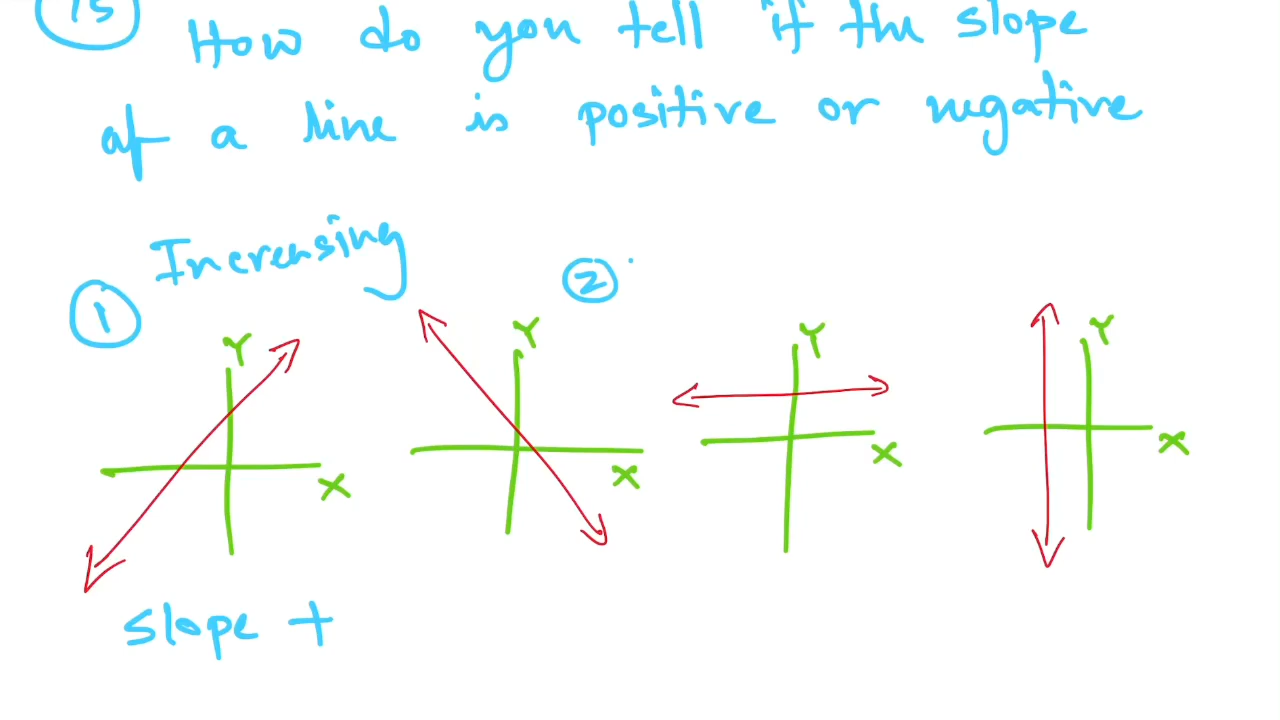 15 How do you tell if the slope
of a line is positive or negative
Increasing
1
2
Y
X
Y
X
Y
X
Y
X
slope +